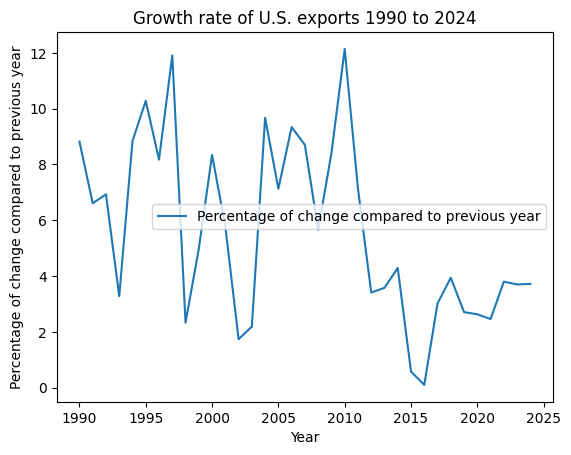 Growth rate of U.S. exports 1990 to 2024
Percentage of change compared to previous year
12
10
8
6
4
2
0
Percentage of change compared to previous year
1990 1995 2000 2005 2010 2015 2020 2025
Year